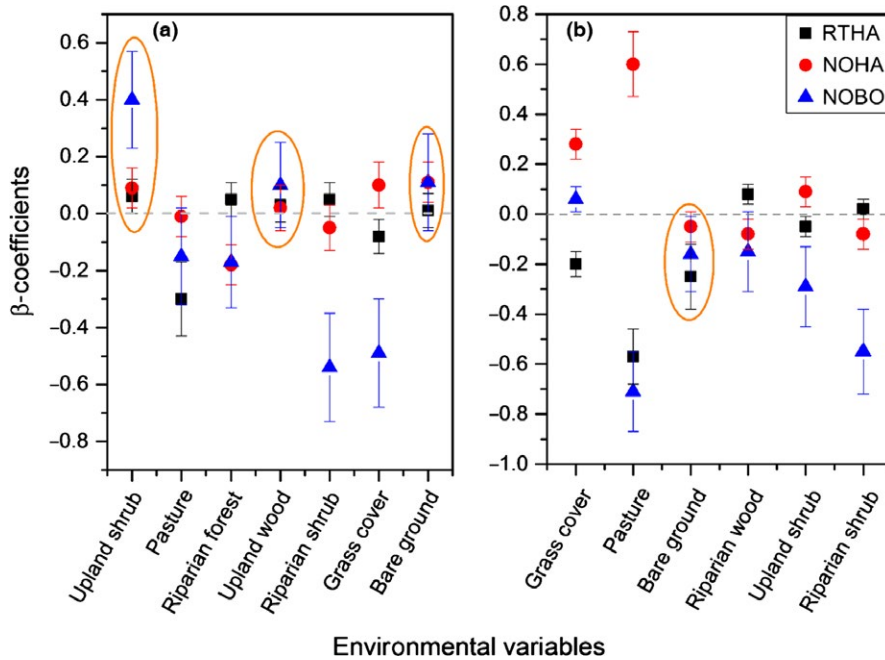 (a)
0.6
0.4
0.2
0.0
−0.2
−0.4
−0.6
−0.8
β-coefficients
Upland shrub
Pasture
Riparian forest
Upland wood
Riparian shrub
Grass cover
Bare ground
(b)
RTHA
NOHA
NOBO
0.8
0.6
0.4
0.2
0.0
−0.2
−0.4
−0.6
−0.8
−1.0
Grass cover
Pasture
Bare ground
Riparian wood
Upland shrub
Riparian shrub
Environmental variables